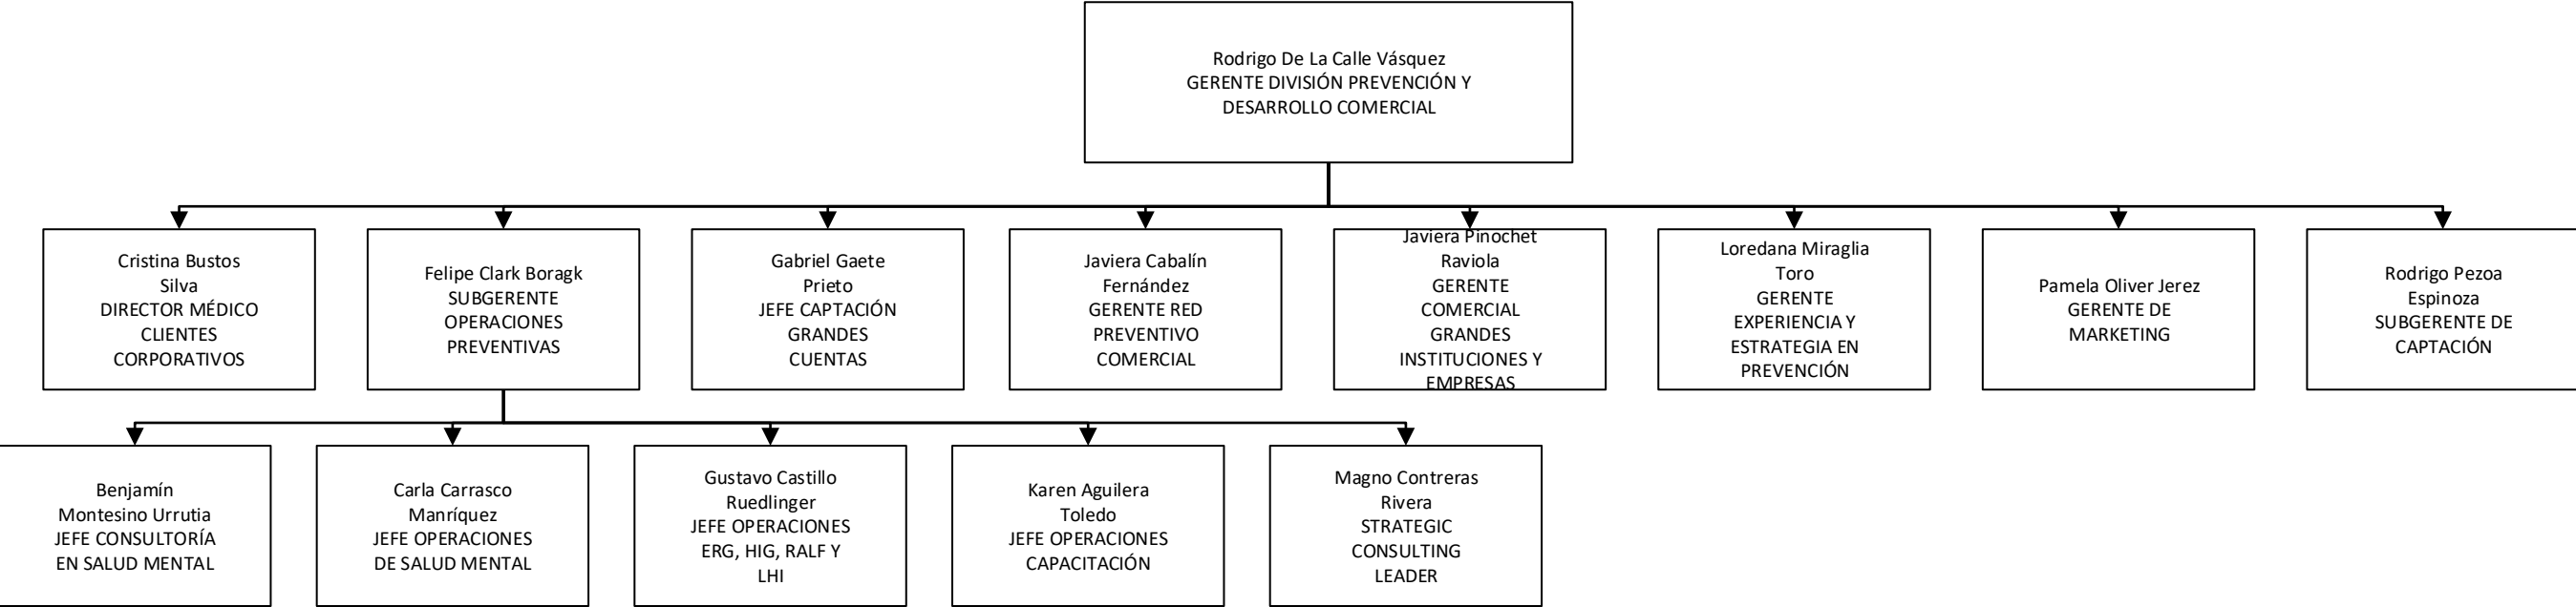 Rodrigo De La Calle Vásquez
GERENTE DIVISIÓN PREVENCIÓN Y
DESARROLLO COMERCIAL
Cristina Bustos
Silva
DIRECTOR MÉDICO
CLIENTES
CORPORATIVOS
Felipe Clark Boragk
SUBGERENTE
OPERACIONES
PREVENTIVAS
Gabriel Gaete
Prieto
JEFE CAPTACIÓN
GRANDES
CUENTAS
Javiera Cabalín
Fernández
GERENTE RED
PREVENTIVO
COMERCIAL
Javiera Pinochet
Raviola
GERENTE
COMERCIAL
GRANDES
INSTITUCIONES Y
EMPRESAS
Loredana Miraglia
Toro
GERENTE
EXPERIENCIA Y
ESTRATEGIA EN
PREVENCIÓN
Pamela Oliver Jerez
GERENTE DE
MARKETING
Rodrigo Pezoa
Espinoza
SUBGERENTE DE
CAPTACIÓN
Benjamín
Montesino Urrutia
JEFE CONSULTORÍA
EN SALUD MENTAL
Carla Carrasco
Manríquez
JEFE OPERACIONES
DE SALUD MENTAL
Gustavo Castillo
Ruedlinger
JEFE OPERACIONES
ERG, HIG, RALF Y
LHI
Karen Aguilera
Toledo
JEFE OPERACIONES
CAPACITACIÓN
Magno Contreras
Rivera
STRATEGIC
CONSULTING
LEADER